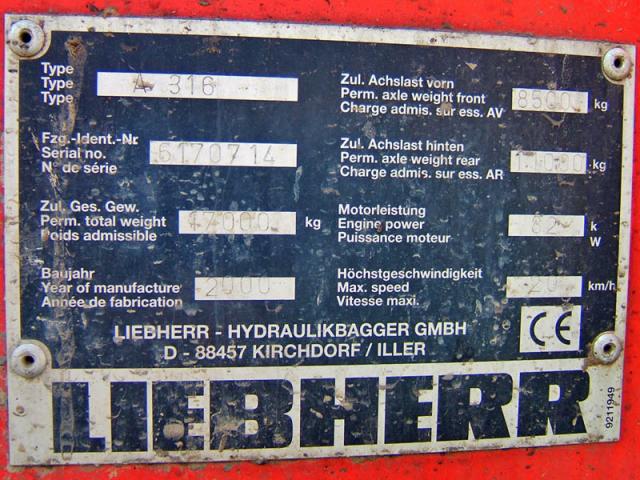 Type
Type
Type
A 316
Fzg.-Ident.-Nr.
Serial no.
N° de série
6170714
Zul. Ges. Gew.
Perm. total weight
Poids admissible
17000 kg
Baujahr
Year of manufacture
Année de fabrication
2000
Zul. Achslast vorn
Perm. axle weight front
Charge admis. sur ess. AV
8500 kg
Zul. Achslast hinten
Perm. axle weight rear
Charge admis. sur ess. AR
kg
Motorleistung
Engine power
Puissance moteur
82 k
W
Höchstgeschwindigkeit
Max. speed
Vitesse maxi.
20 km/h
LIEBHERR - HYDRAULIKBAGGER GMBH
D - 88457 KIRCHDORF / ILLER
CE
LIEBHERR
9211949